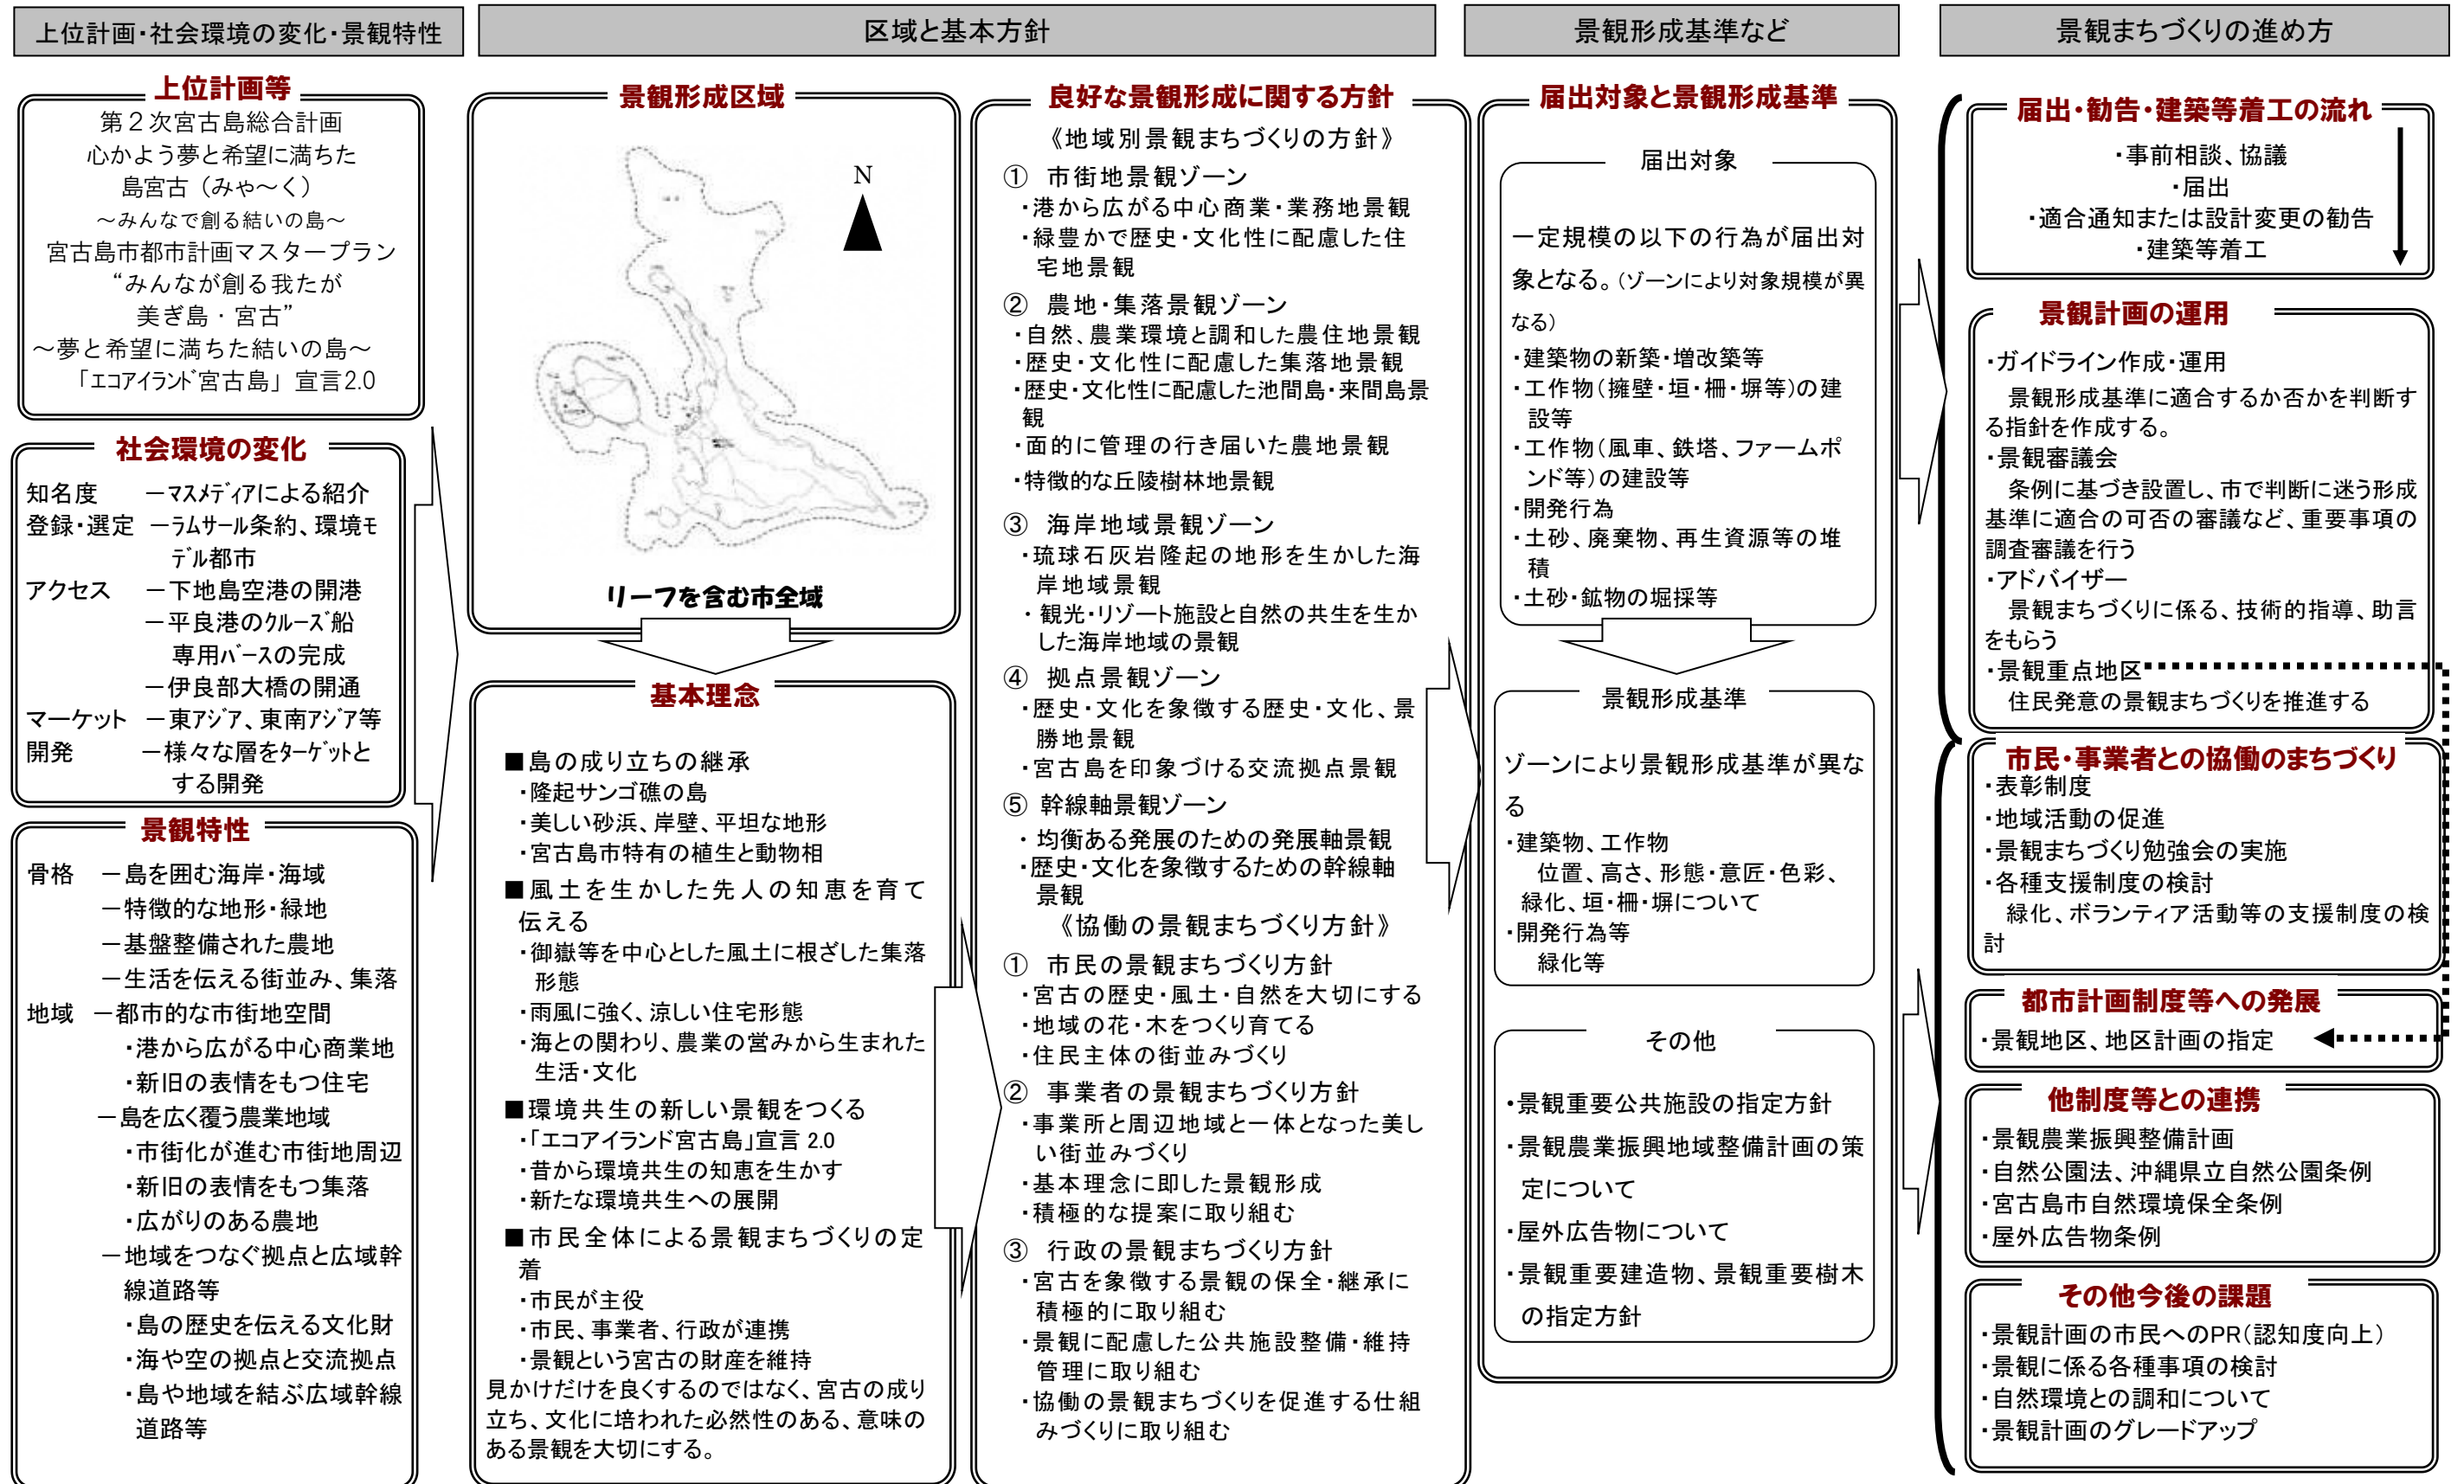 上位計画・社会環境の変化・景観特性
区域と基本方針
景観形成基準など
景観まちづくりの進め方
上位計画等
第２次宮古島総合計画
心かよう夢と希望に満ちた
島宮古（みゃ～く）
～みんなで創る結いの島～
宮古島市都市計画マスタープラン
“みんなが創る我たが
美ぎ島・宮古”
～夢と希望に満ちた結いの島～
「エコアイランド宮古島」宣言2.0
社会環境の変化
知名度　－マスメディアによる紹介
登録・選定　－ラムサール条約、環境モ
デル都市
アクセス　－下地島空港の開港
－平良港のクルーズ船
専用バースの完成
－伊良部大橋の開通
マーケット　－東アジア、東南アジア等
開発　－様々な層をターゲットと
する開発
景観特性
骨格　－島を囲む海岸・海域
－特徴的な地形・緑地
－基盤整備された農地
－生活を伝える街並み、集落
地域　－都市的な市街地空間
・港から広がる中心商業地
・新旧の表情をもつ住宅
－島を広く覆う農業地域
・市街化が進む市街地周辺
・新旧の表情をもつ集落
・広がりのある農地
－地域をつなぐ拠点と広域幹
線道路等
・島の歴史を伝える文化財
・海や空の拠点と交流拠点
・島や地域を結ぶ広域幹線
道路等
景観形成区域
N
リーフを含む市全域
基本理念
■島の成り立ちの継承
・隆起サンゴ礁の島
・美しい砂浜、岸壁、平坦な地形
・宮古島市特有の植生と動物相
■風土を生かした先人の知恵を育て
伝える
・御嶽等を中心とした風土に根ざした集落
形態
・雨風に強く、涼しい住宅形態
・海との関わり、農業の営みから生まれた
生活・文化
■環境共生の新しい景観をつくる
・「エコアイランド宮古島」宣言 2.0
・昔から環境共生の知恵を生かす
・新たな環境共生への展開
■市民全体による景観まちづくりの定
着
・市民が主役
・市民、事業者、行政が連携
・景観という宮古の財産を維持
見かけだけを良くするのではなく、宮古の成り
立ち、文化に培われた必然性のある、意味の
ある景観を大切にする。
良好な景観形成に関する方針
《地域別景観まちづくりの方針》
① 市街地景観ゾーン
・港から広がる中心商業・業務地景観
・緑豊かで歴史・文化性に配慮した住
宅地景観
② 農地・集落景観ゾーン
・自然、農業環境と調和した農住地景観
・歴史・文化性に配慮した集落地景観
・歴史・文化性に配慮した池間島・来間島景
観
・面的に管理の行き届いた農地景観
・特徴的な丘陵樹林地景観
③ 海岸地域景観ゾーン
・琉球石灰岩隆起の地形を生かした海
岸地域景観
・観光・リゾート施設と自然の共生を生か
した海岸地域の景観
④ 拠点景観ゾーン
・歴史・文化を象徴する歴史・文化、景
勝地景観
・宮古島を印象づける交流拠点景観
⑤ 幹線軸景観ゾーン
・均衡ある発展のための発展軸景観
・歴史・文化を象徴するための幹線軸
景観
《協働の景観まちづくり方針》
① 市民の景観まちづくり方針
・宮古の歴史・風土・自然を大切にする
・地域の花・木をつくり育てる
・住民主体の街並みづくり
② 事業者の景観まちづくり方針
・事業所と周辺地域と一体となった美し
い街並みづくり
・基本理念に即した景観形成
・積極的な提案に取り組む
③ 行政の景観まちづくり方針
・宮古を象徴する景観の保全・継承に
積極的に取り組む
・景観に配慮した公共施設整備・維持
管理に取り組む
・協働の景観まちづくりを促進する仕組
みづくりに取り組む
届出対象と景観形成基準
届出対象
一定規模の以下の行為が届出対
象となる。（ゾーンにより対象規模が異
なる）
・建築物の新築・増改築等
・工作物（擁壁・垣・柵・塀等）の建
設等
・工作物（風車、鉄塔、ファームポ
ンド等）の建設等
・開発行為
・土砂、廃棄物、再生資源等の堆
積
・土砂・鉱物の堀採等
景観形成基準
ゾーンにより景観形成基準が異な
る
・建築物、工作物
位置、高さ、形態・意匠・色彩、
緑化、垣・柵・塀について
・開発行為等
緑化等
その他
・景観重要公共施設の指定方針
・景観農業振興地域整備計画の策
定について
・屋外広告物について
・景観重要建造物、景観重要樹木
の指定方針
届出・勧告・建築等着工の流れ
・事前相談、協議
・届出
・適合通知または設計変更の勧告
・建築等着工
景観計画の運用
・ガイドライン作成・運用
景観形成基準に適合するか否かを判断す
る指針を作成する。
・景観審議会
条例に基づき設置し、市で判断に迷う形成
基準に適合の可否の審議など、重要事項の
調査審議を行う
・アドバイザー
景観まちづくりに係る、技術的指導、助言
をもらう
・景観重点地区
住民発意の景観まちづくりを推進する
市民・事業者との協働のまちづくり
・表彰制度
・地域活動の促進
・景観まちづくり勉強会の実施
・各種支援制度の検討
緑化、ボランティア活動等の支援制度の検
討
都市計画制度等への発展
・景観地区、地区計画の指定
他制度等との連携
・景観農業振興整備計画
・自然公園法、沖縄県立自然公園条例
・宮古島市自然環境保全条例
・屋外広告物条例
その他今後の課題
・景観計画の市民へのPR（認知度向上）
・景観に係る各種事項の検討
・自然環境との調和について
・景観計画のグレードアップ